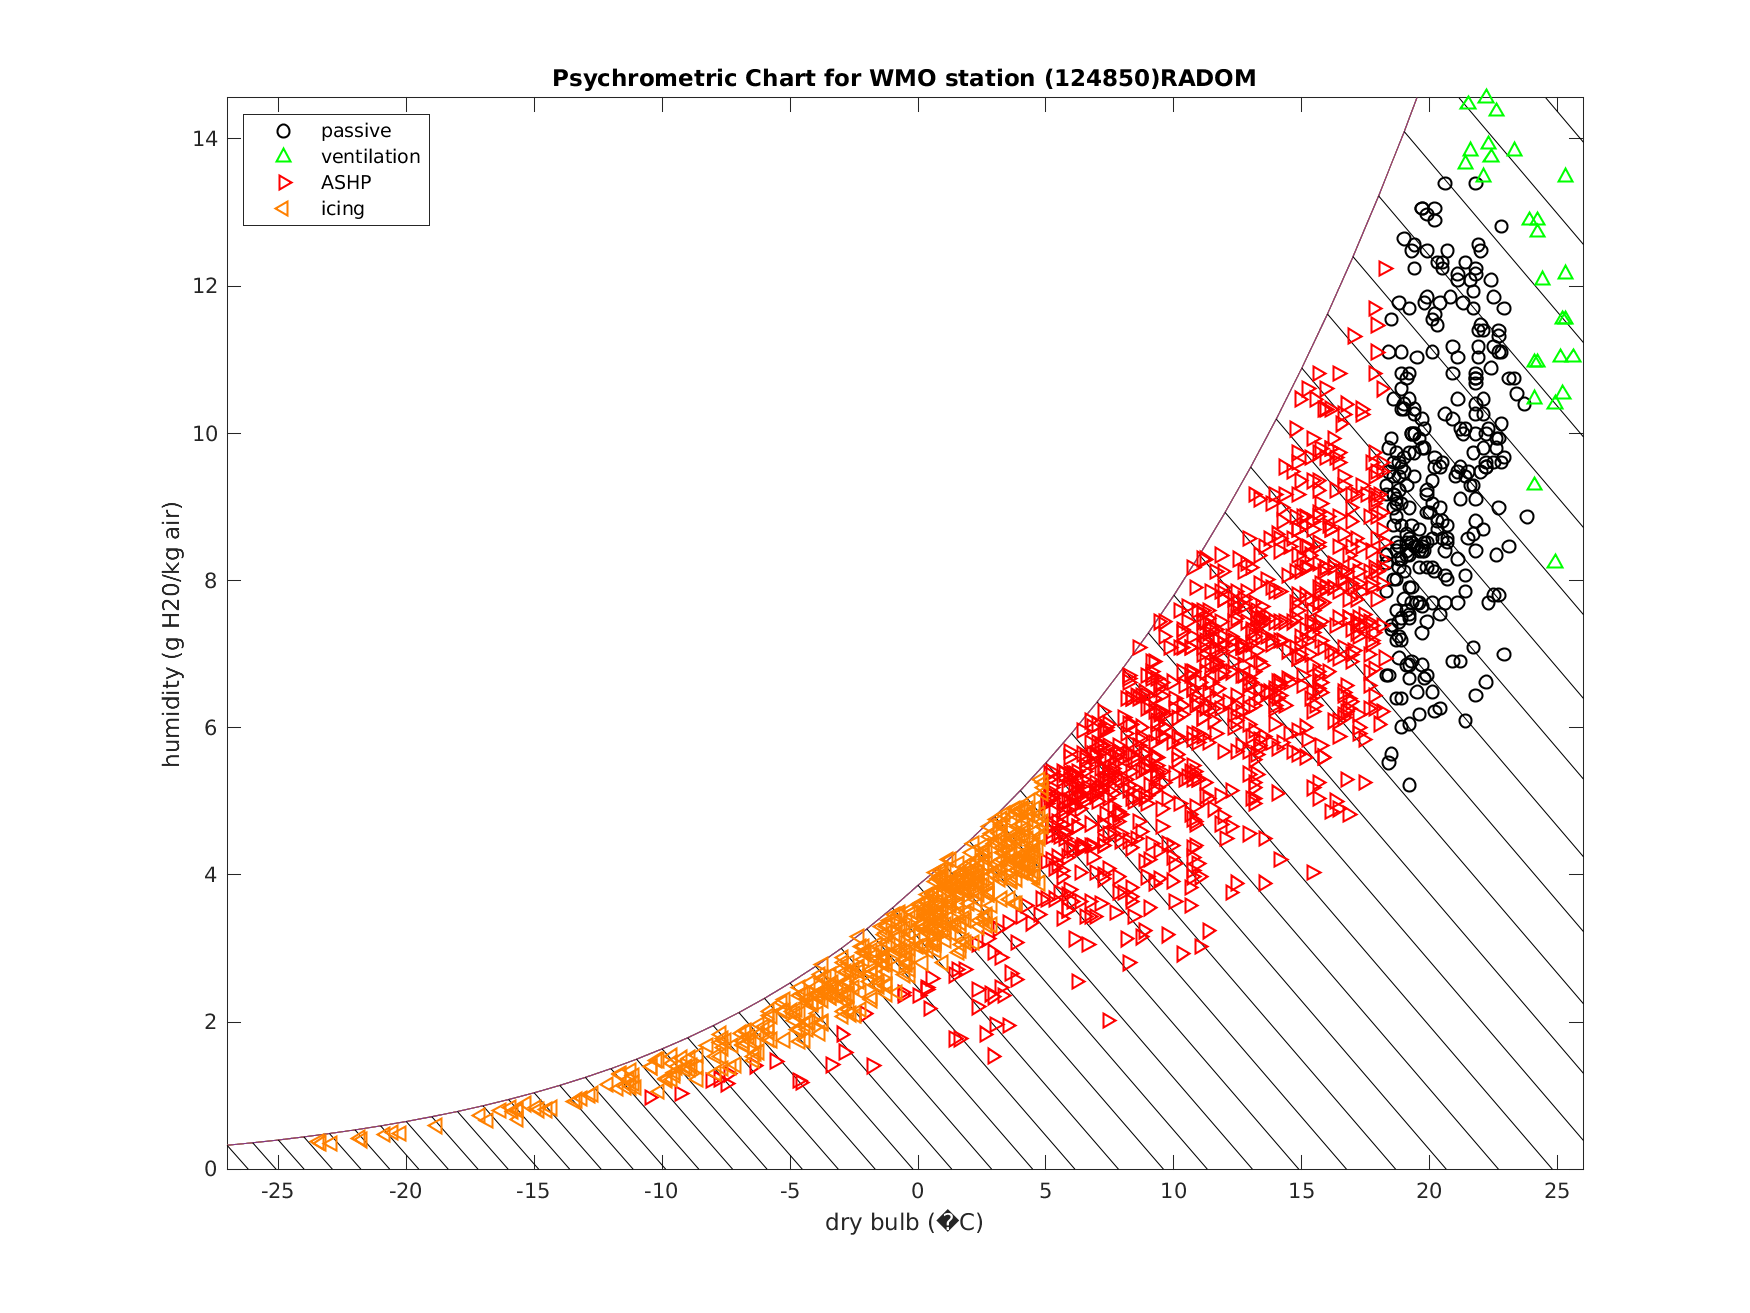 Psychrometric Chart for WMO station (124850)RADOM
passive
ventilation
ASHP
icing
humidity (g H20/kg air)
14
12
10
8
6
4
2
0
-25 -20 -15 -10 -5 0 5 10 15 20 25
dry bulb (�C)